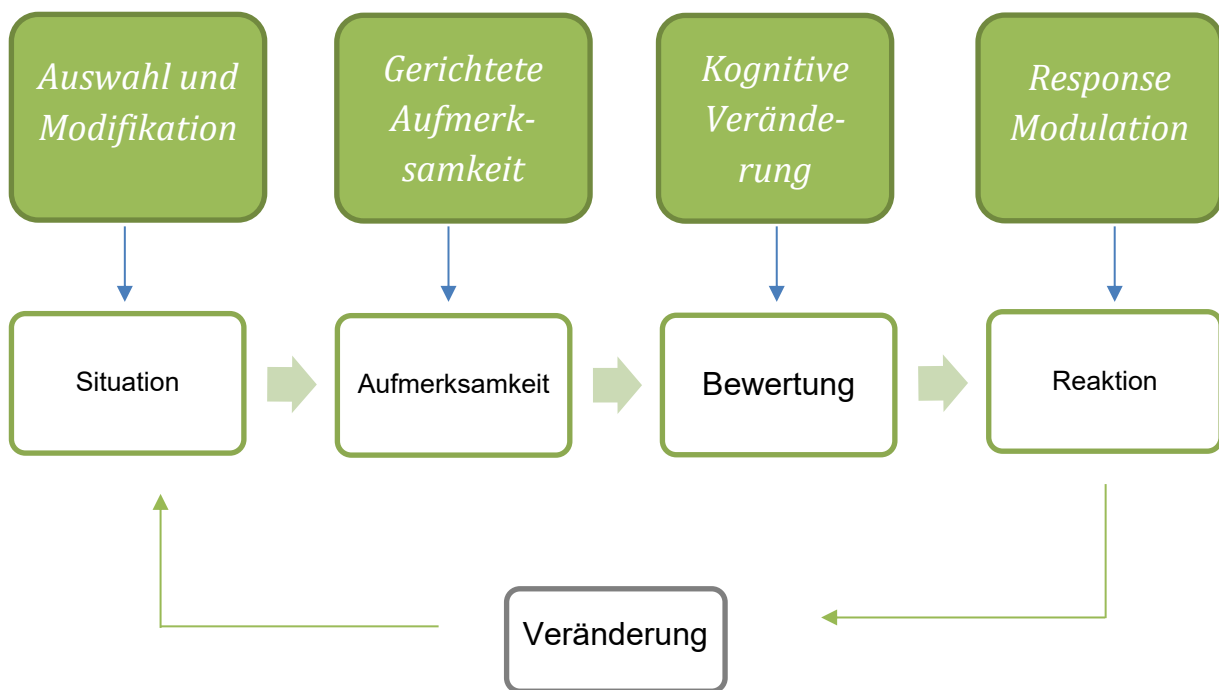 Auswahl und
Modifikation
Gerichtete
Aufmerk-
samkeit
Kognitive
Verände-
rung
Response
Modulation
Situation
Aufmerksamkeit
Bewertung
Reaktion
Veränderung